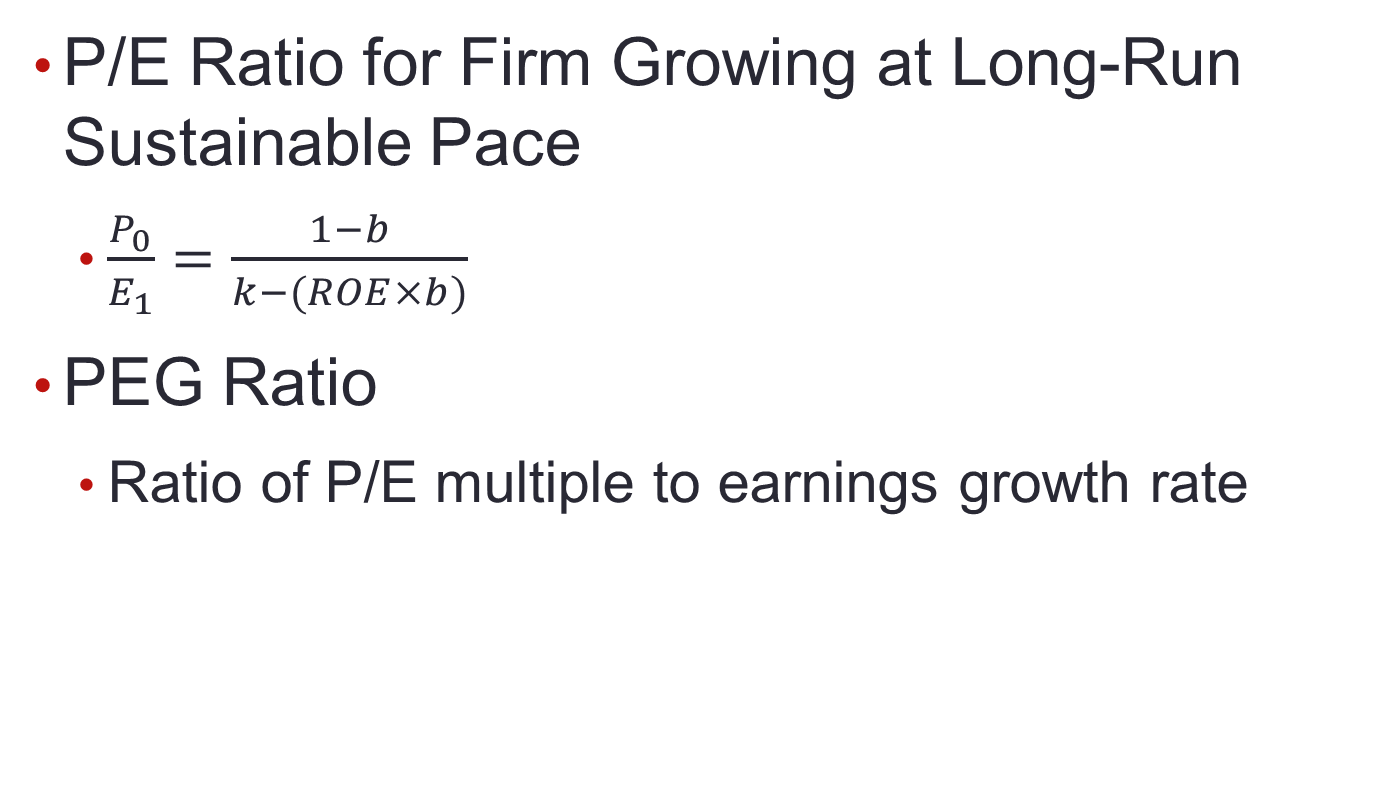 • P/E Ratio for Firm Growing at Long-Run
Sustainable Pace
• P₀/E₁ = (1−b)/(k−(ROE×b))
• PEG Ratio
• Ratio of P/E multiple to earnings growth rate